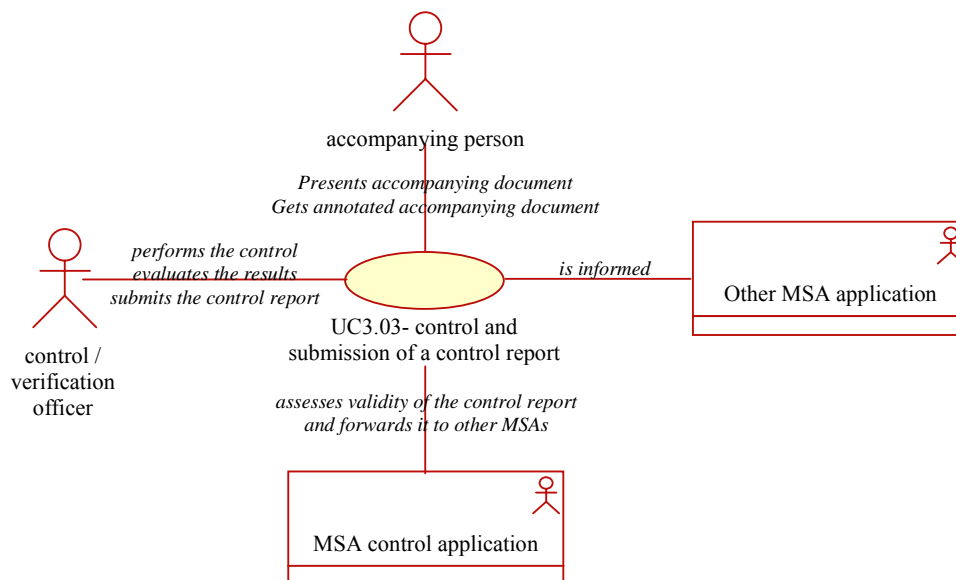 accompanying person
Presents accompanying document
Gets annotated accompanying document
performs the control
evaluates the results
submits the control report
is informed
Other MSA application
UC3.03- control and
submission of a control report
control /
verification
officer
assesses validity of the control report
and forwards it to other MSAs
MSA control application